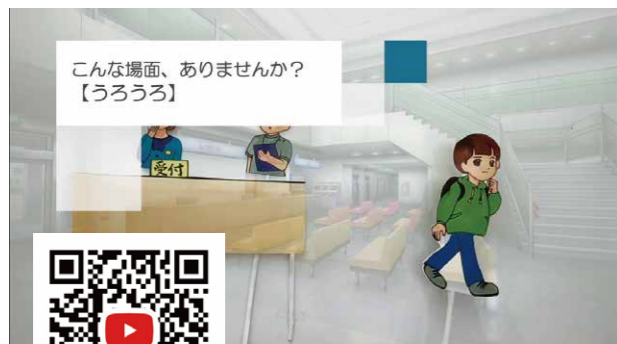 こんな場面、ありませんか？
【うろうろ】
受付